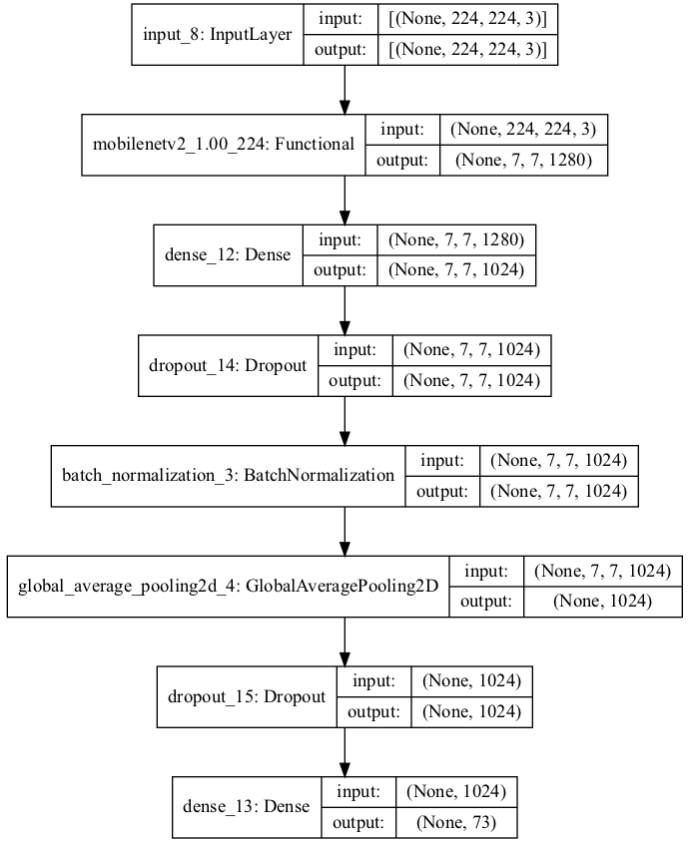 input_8: InputLayer
input:
[(None, 224, 224, 3)]
output:
[(None, 224, 224, 3)]
mobilenetv2_1.00_224: Functional
input:
(None, 224, 224, 3)
output:
(None, 7, 7, 1280)
dense_12: Dense
input:
(None, 7, 7, 1280)
output:
(None, 7, 7, 1024)
dropout_14: Dropout
input:
(None, 7, 7, 1024)
output:
(None, 7, 7, 1024)
batch_normalization_3: BatchNormalization
input:
(None, 7, 7, 1024)
output:
(None, 7, 7, 1024)
global_average_pooling2d_4: GlobalAveragePooling2D
input:
(None, 7, 7, 1024)
output:
(None, 1024)
dropout_15: Dropout
input:
(None, 1024)
output:
(None, 1024)
dense_13: Dense
input:
(None, 1024)
output:
(None, 73)